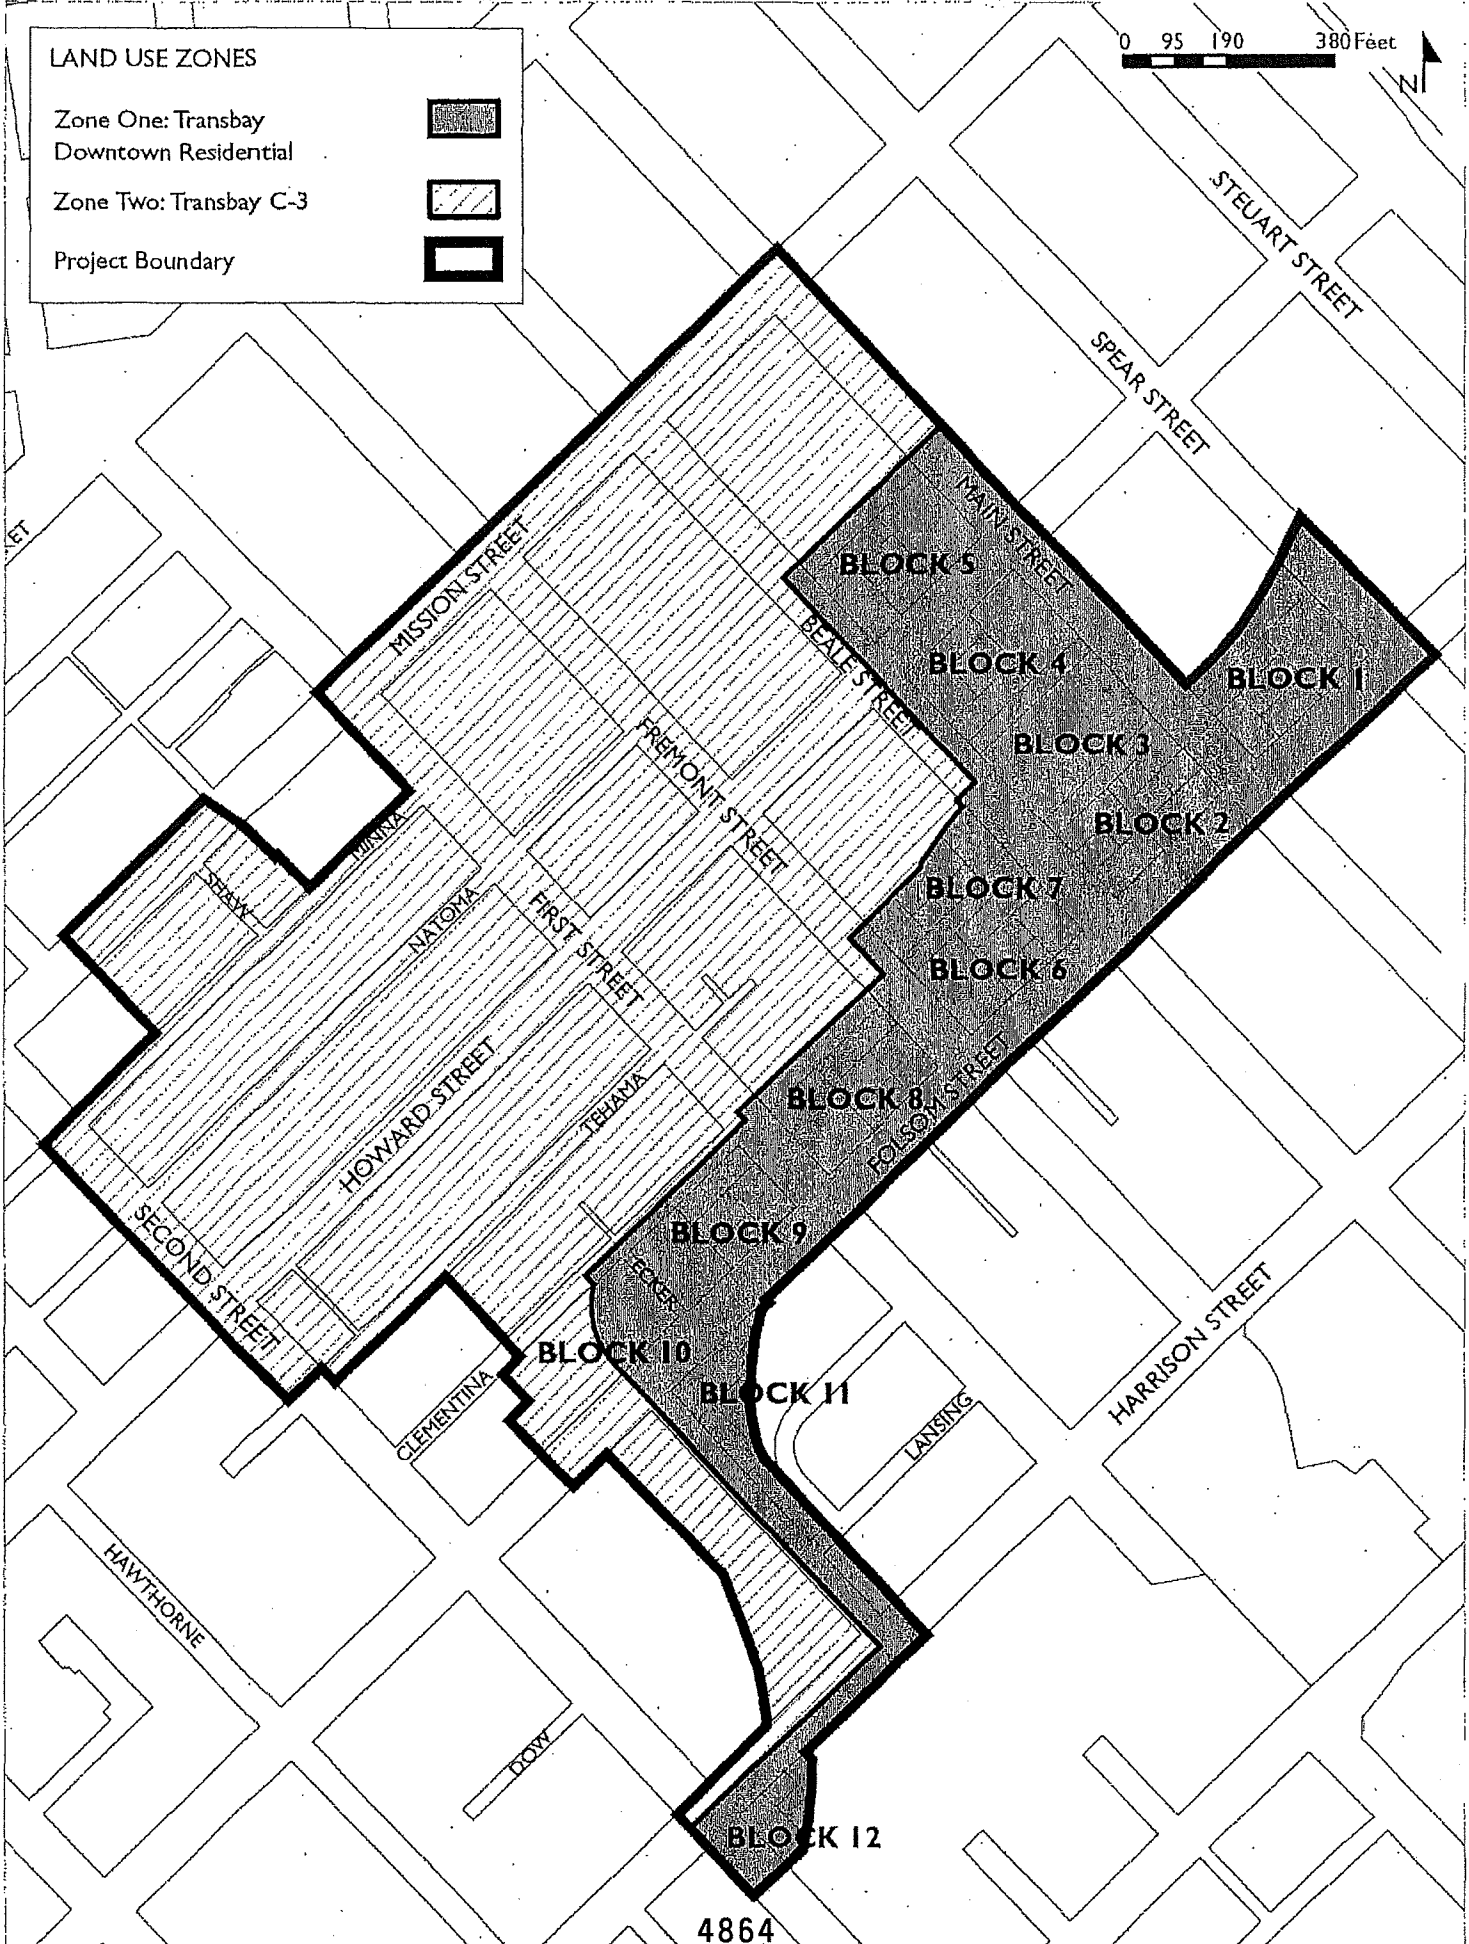 LAND USE ZONES
Zone One: Transbay
Downtown Residential
Zone Two: Transbay C-3
Project Boundary
0 95 190 380 Feet
N
STEUART STREET
SPEAR STREET
MAIN STREET
ET
MISSION STREET
BLOCK 5
BEALE STREET
BLOCK 4
BLOCK 1
BLOCK 3
FREMONT STREET
BLOCK 2
MINNA
SHAW
NATOMA
FIRST STREET
BLOCK 7
BLOCK 6
HOWARD STREET
TEHAMA
BLOCK 8
FOLSOM STREET
SECOND STREET
BLOCK 9
ECKER
BLOCK 10
BLOCK 11
CLEMENTINA
LANSING
HARRISON STREET
HAWTHORNE
DOW
BLOCK 12
4864